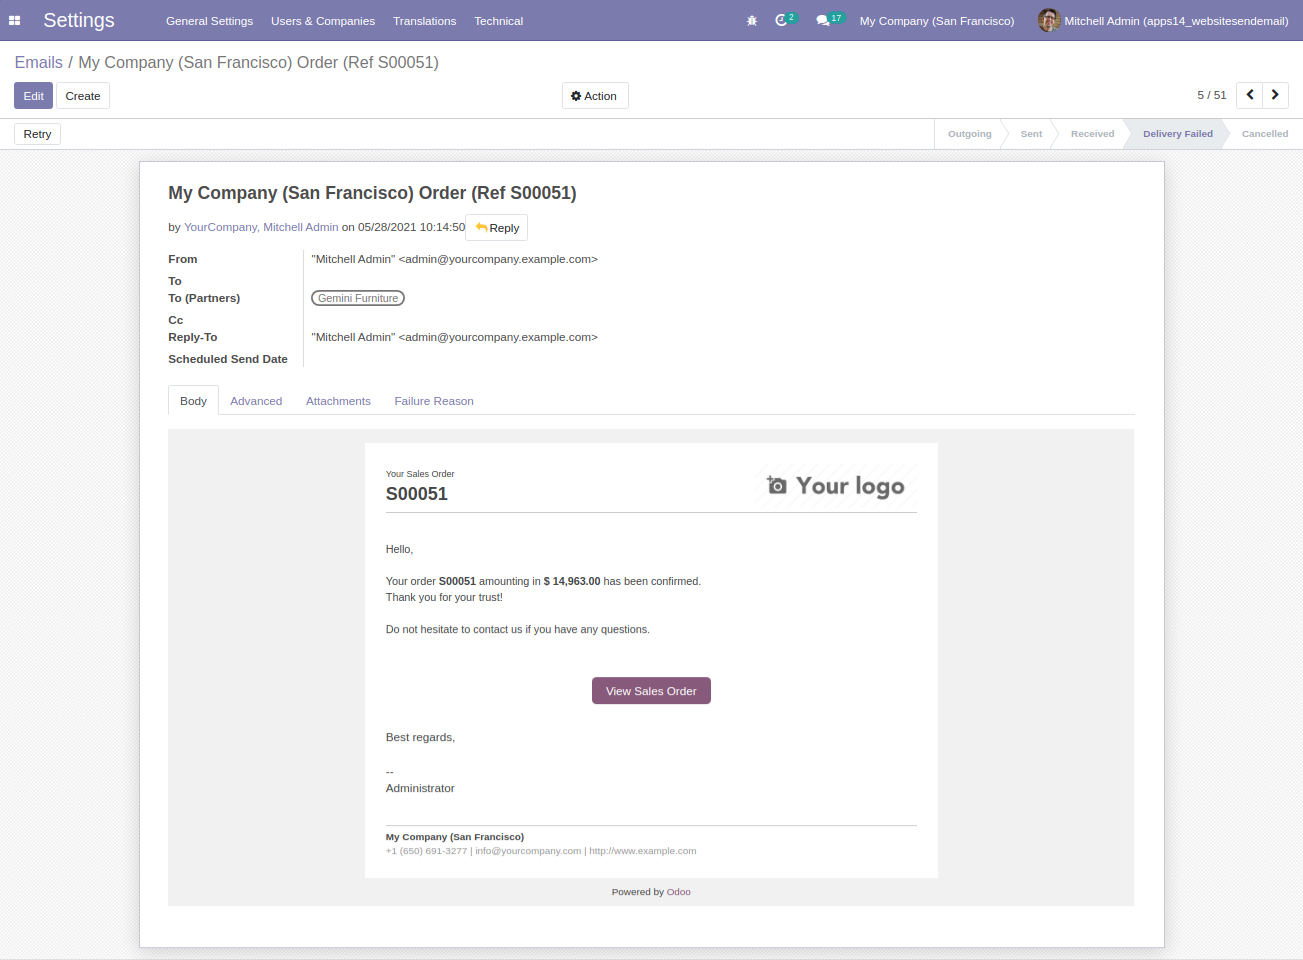 Settings General Settings Users & Companies Translations Technical 2 17 My Company (San Francisco) Mitchell Admin (apps14_websitesendemail)
Emails / My Company (San Francisco) Order (Ref S00051)
Edit Create Action 5 / 51
Retry Outgoing Sent Received Delivery Failed Cancelled
My Company (San Francisco) Order (Ref S00051)
by YourCompany, Mitchell Admin on 05/28/2021 10:14:50 Reply
From "Mitchell Admin" <admin@yourcompany.example.com>
To
To (Partners) Gemini Furniture
Cc
Reply-To "Mitchell Admin" <admin@yourcompany.example.com>
Scheduled Send Date
Body Advanced Attachments Failure Reason
Your Sales Order
S00051 Your logo
Hello,
Your order S00051 amounting in $ 14,963.00 has been confirmed.
Thank you for your trust!
Do not hesitate to contact us if you have any questions.
View Sales Order
Best regards,
--
Administrator
My Company (San Francisco)
+1 (650) 691-3277 | info@yourcompany.com | http://www.example.com
Powered by Odoo